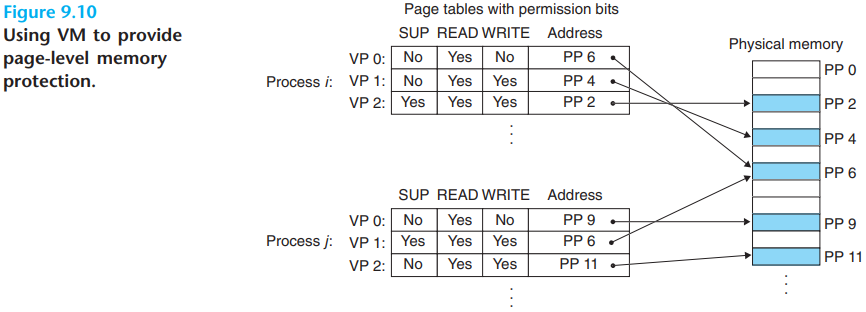 Figure 9.10
Using VM to provide
page-level memory
protection.
Page tables with permission bits
SUP READ WRITE Address
VP 0: No Yes No PP 6
Process i: VP 1: No Yes Yes PP 4
VP 2: Yes Yes Yes PP 2
SUP READ WRITE Address
VP 0: No Yes No PP 9
Process j: VP 1: Yes Yes Yes PP 6
VP 2: No Yes Yes PP 11
Physical memory
PP 0
PP 2
PP 4
PP 6
PP 9
PP 11